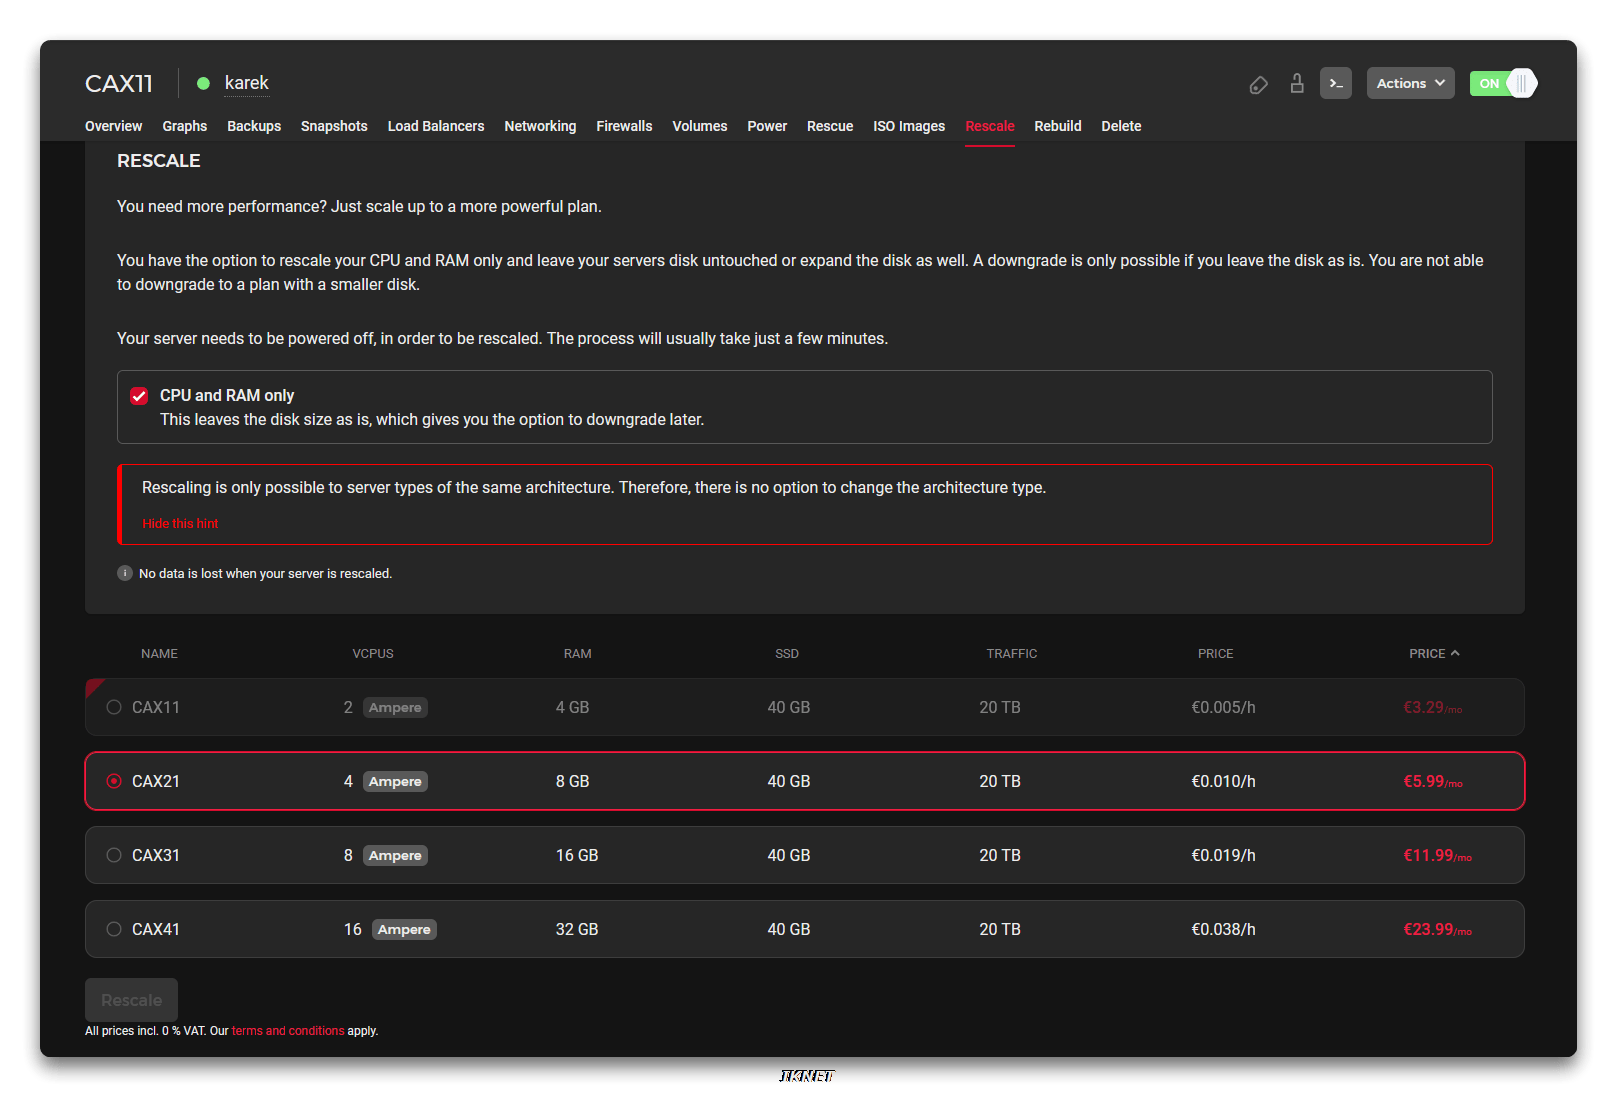 CAX11 karek
>_ Actions ON
Overview Graphs Backups Snapshots Load Balancers Networking Firewalls Volumes Power Rescue ISO Images Rescale Rebuild Delete
RESCALE
You need more performance? Just scale up to a more powerful plan.
You have the option to rescale your CPU and RAM only and leave your servers disk untouched or expand the disk as well. A downgrade is only possible if you leave the disk as is. You are not able
to downgrade to a plan with a smaller disk.
Your server needs to be powered off, in order to be rescaled. The process will usually take just a few minutes.
CPU and RAM only
This leaves the disk size as is, which gives you the option to downgrade later.
Rescaling is only possible to server types of the same architecture. Therefore, there is no option to change the architecture type.
Hide this hint
i No data is lost when your server is rescaled.
NAME VCPUS RAM SSD TRAFFIC PRICE PRICE
CAX11 2 Ampere 4 GB 40 GB 20 TB €0.005/h €3.29/mo
CAX21 4 Ampere 8 GB 40 GB 20 TB €0.010/h €5.99/mo
CAX31 8 Ampere 16 GB 40 GB 20 TB €0.019/h €11.99/mo
CAX41 16 Ampere 32 GB 40 GB 20 TB €0.038/h €23.99/mo
Rescale
All prices incl. 0 % VAT. Our terms and conditions apply.
JTKNET